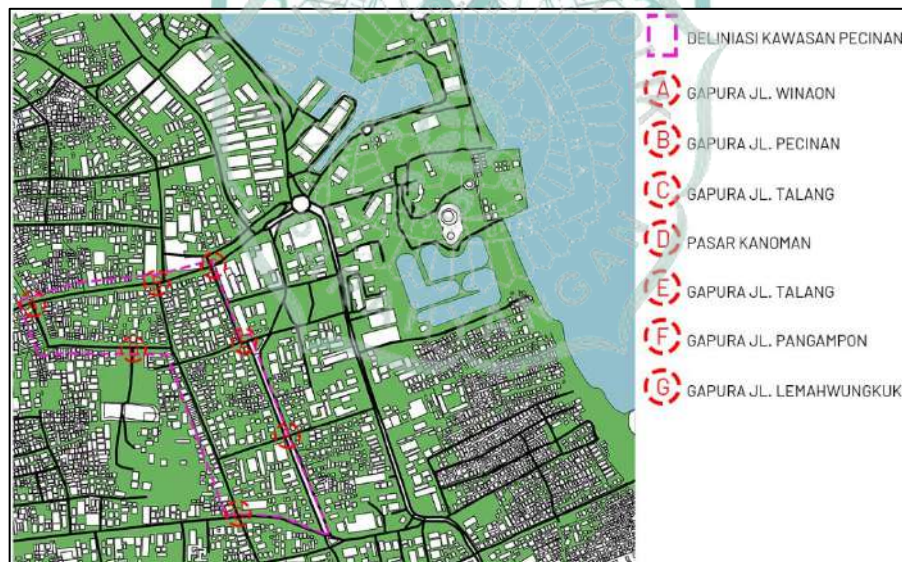 DELINIASI KAWASAN PECINAN
A GAPURA JL. WINAON
B GAPURA JL. PECINAN
C GAPURA JL. TALANG
D PASAR KANOMAN
E GAPURA JL. TALANG
F GAPURA JL. PANGAMPON
G GAPURA JL. LEMAHWUNGKUK